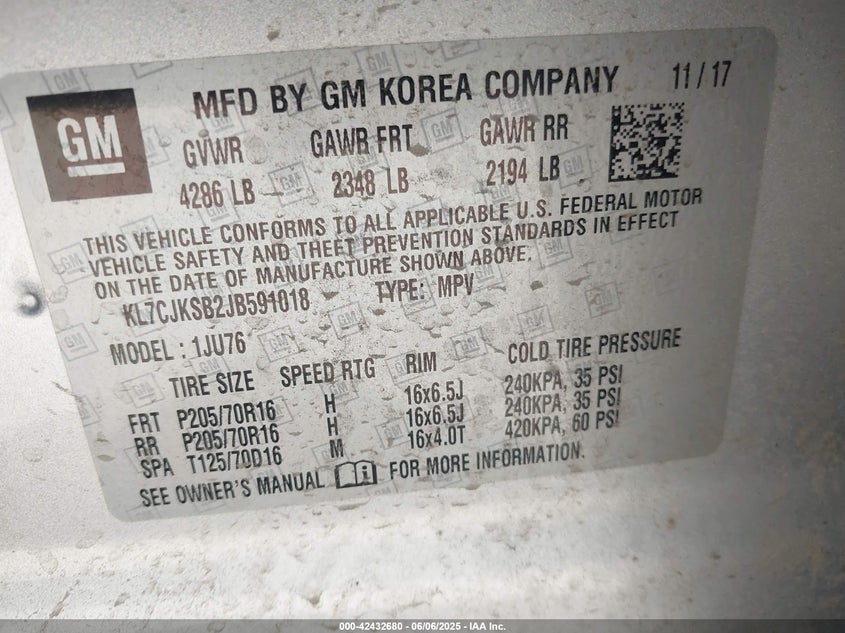 GM
MFD BY GM KOREA COMPANY 11/17
GVWR GAWR FRT GAWR RR
4286 LB 2348 LB 2194 LB
THIS VEHICLE CONFORMS TO ALL APPLICABLE U.S. FEDERAL MOTOR
VEHICLE SAFETY AND THEFT PREVENTION STANDARDS IN EFFECT
ON THE DATE OF MANUFACTURE SHOWN ABOVE.
KL7CJKSB2JB591018 TYPE: MPV
MODEL : 1JU76
TIRE SIZE SPEED RTG RIM COLD TIRE PRESSURE
FRT P205/70R16 H 16x6.5J 240KPA, 35 PSI
RR P205/70R16 H 16x6.5J 240KPA, 35 PSI
SPA T125/70D16 M 16x4.0T 420KPA, 60 PSI
SEE OWNER'S MANUAL FOR MORE INFORMATION.
000-42432680 - 06/06/2025 - IAA Inc.